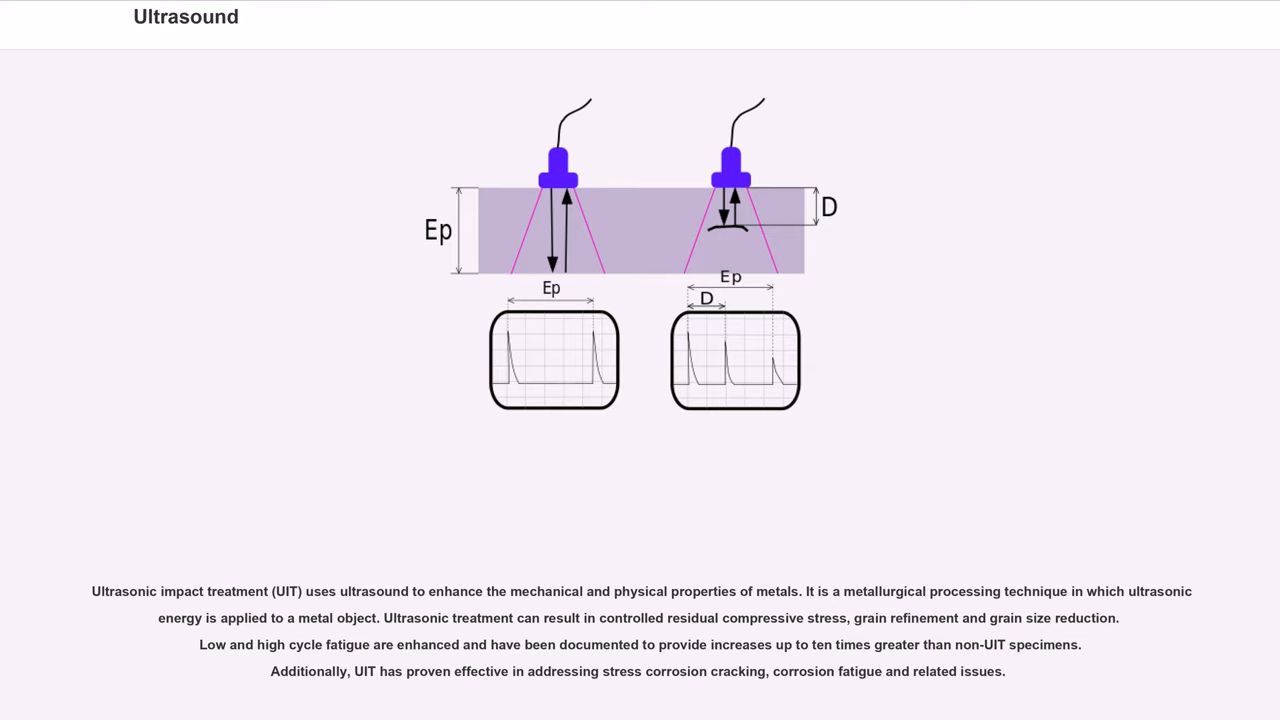 Ultrasound
Ep
D
Ep
Ep
D
Ultrasonic impact treatment (UIT) uses ultrasound to enhance the mechanical and physical properties of metals. It is a metallurgical processing technique in which ultrasonic
energy is applied to a metal object. Ultrasonic treatment can result in controlled residual compressive stress, grain refinement and grain size reduction.
Low and high cycle fatigue are enhanced and have been documented to provide increases up to ten times greater than non-UIT specimens.
Additionally, UIT has proven effective in addressing stress corrosion cracking, corrosion fatigue and related issues.